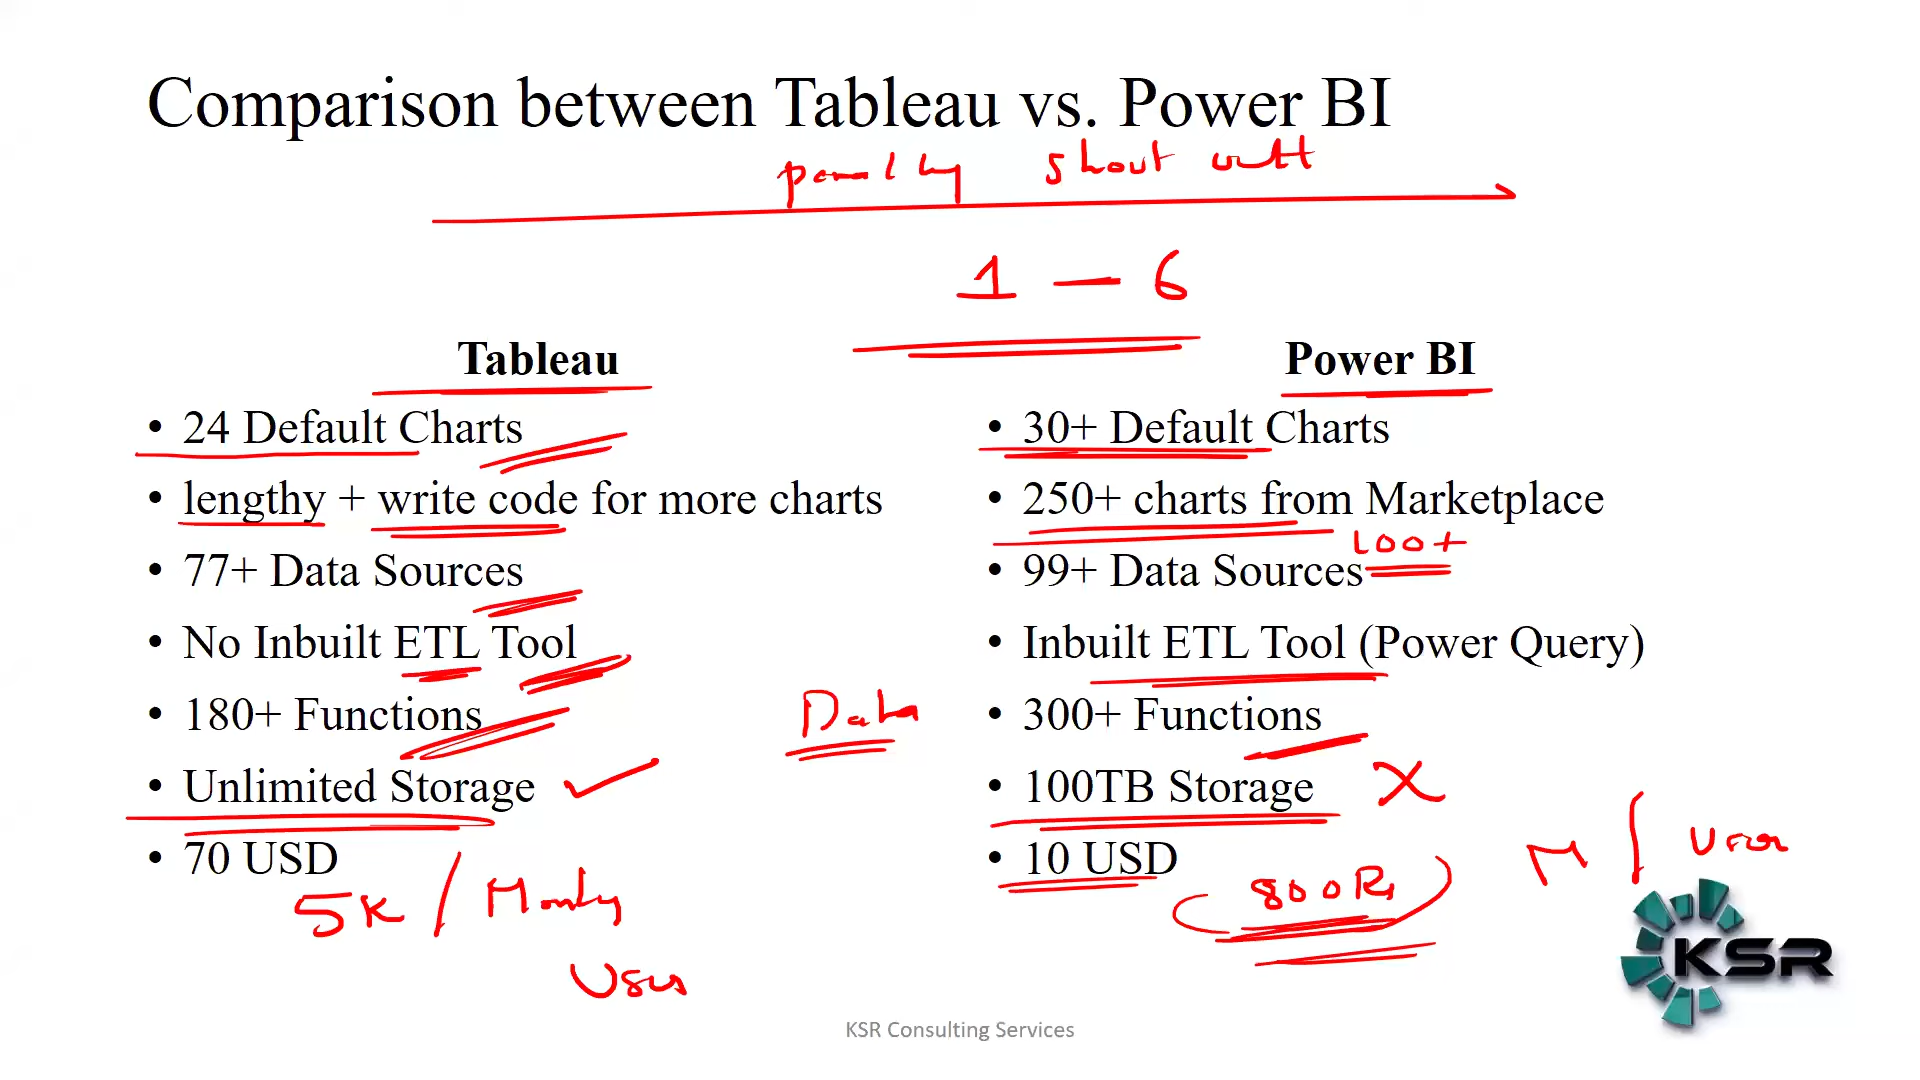 Comparison between Tableau vs. Power BI
shout
1 — 6
Tableau
• 24 Default Charts
• lengthy + write code for more charts
• 77+ Data Sources
• No Inbuilt ETL Tool
• 180+ Functions
• Unlimited Storage ✓
• 70 USD
5K / Monthly
User
Data
Power BI
• 30+ Default Charts
• 250+ charts from Marketplace
100+
• 99+ Data Sources
• Inbuilt ETL Tool (Power Query)
• 300+ Functions
• 100TB Storage X
• 10 USD
(800Rs) M / User
KSR
KSR Consulting Services